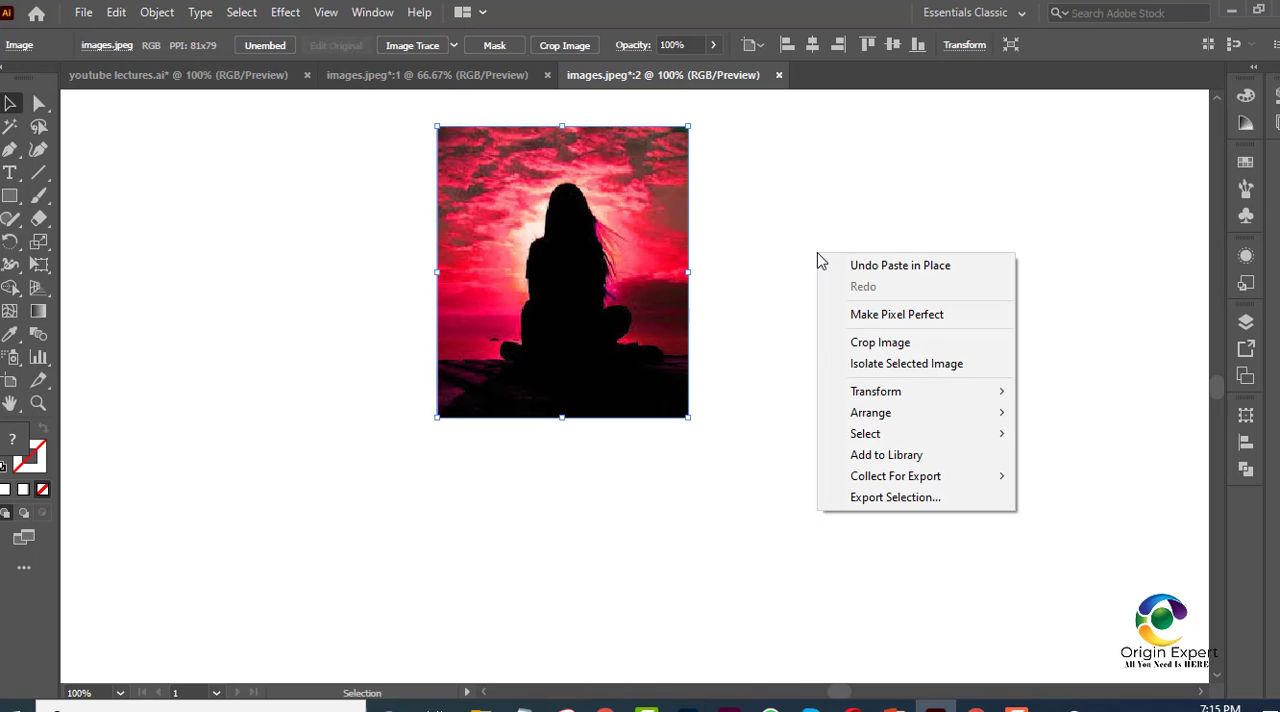 Ai File Edit Object Type Select Effect View Window Help Essentials Classic Search Adobe Stock
Image images.jpeg RGB PPI: 81x79 Unembed Edit Original Image Trace Mask Crop Image Opacity: 100% Transform
youtube lectures.ai* @ 100% (RGB/Preview) × images.jpeg*:1 @ 66.67% (RGB/Preview) × images.jpeg*:2 @ 100% (RGB/Preview) ×
Undo Paste in Place
Redo
Make Pixel Perfect
Crop Image
Isolate Selected Image
Transform
Arrange
Select
Add to Library
Collect For Export
Export Selection...
?
Origin Expert
All You Need Is HERE
100% 1 Selection
7:15 PM